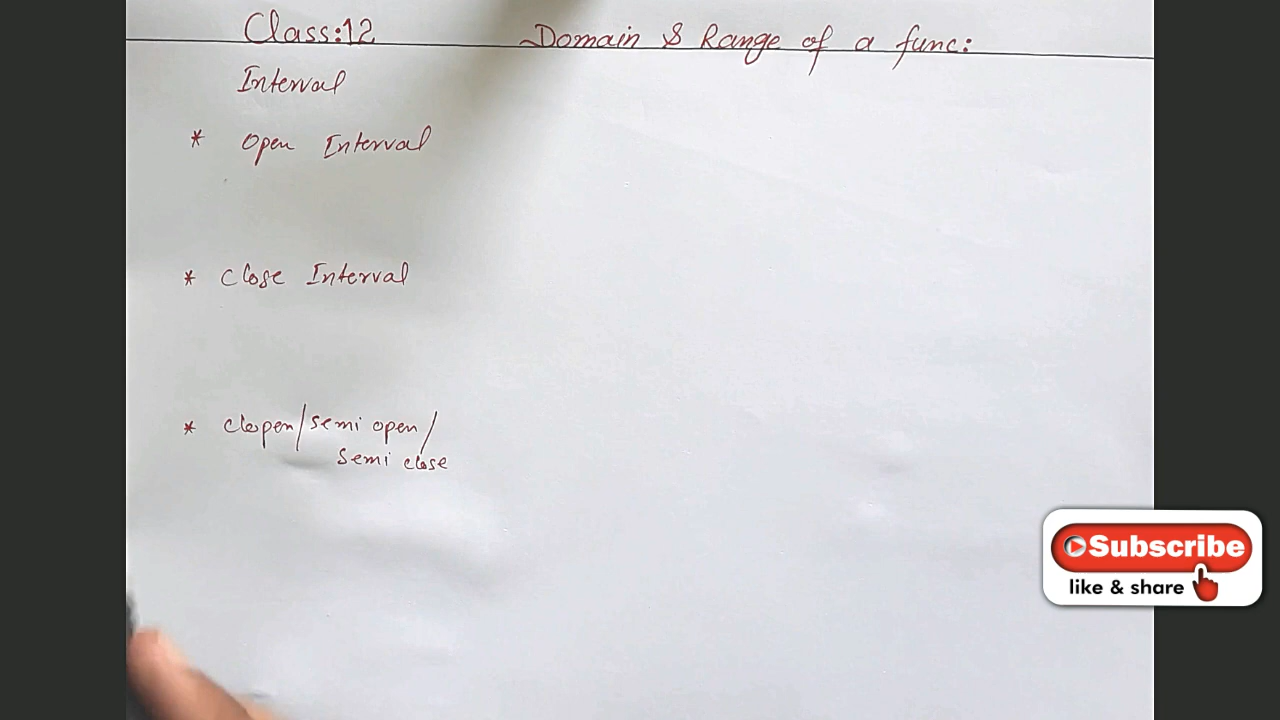 Class:12
Domain & Range of a func:
Interval
* Open Interval
* Close Interval
* Clopen/semi open/
semi close
Subscribe
like & share